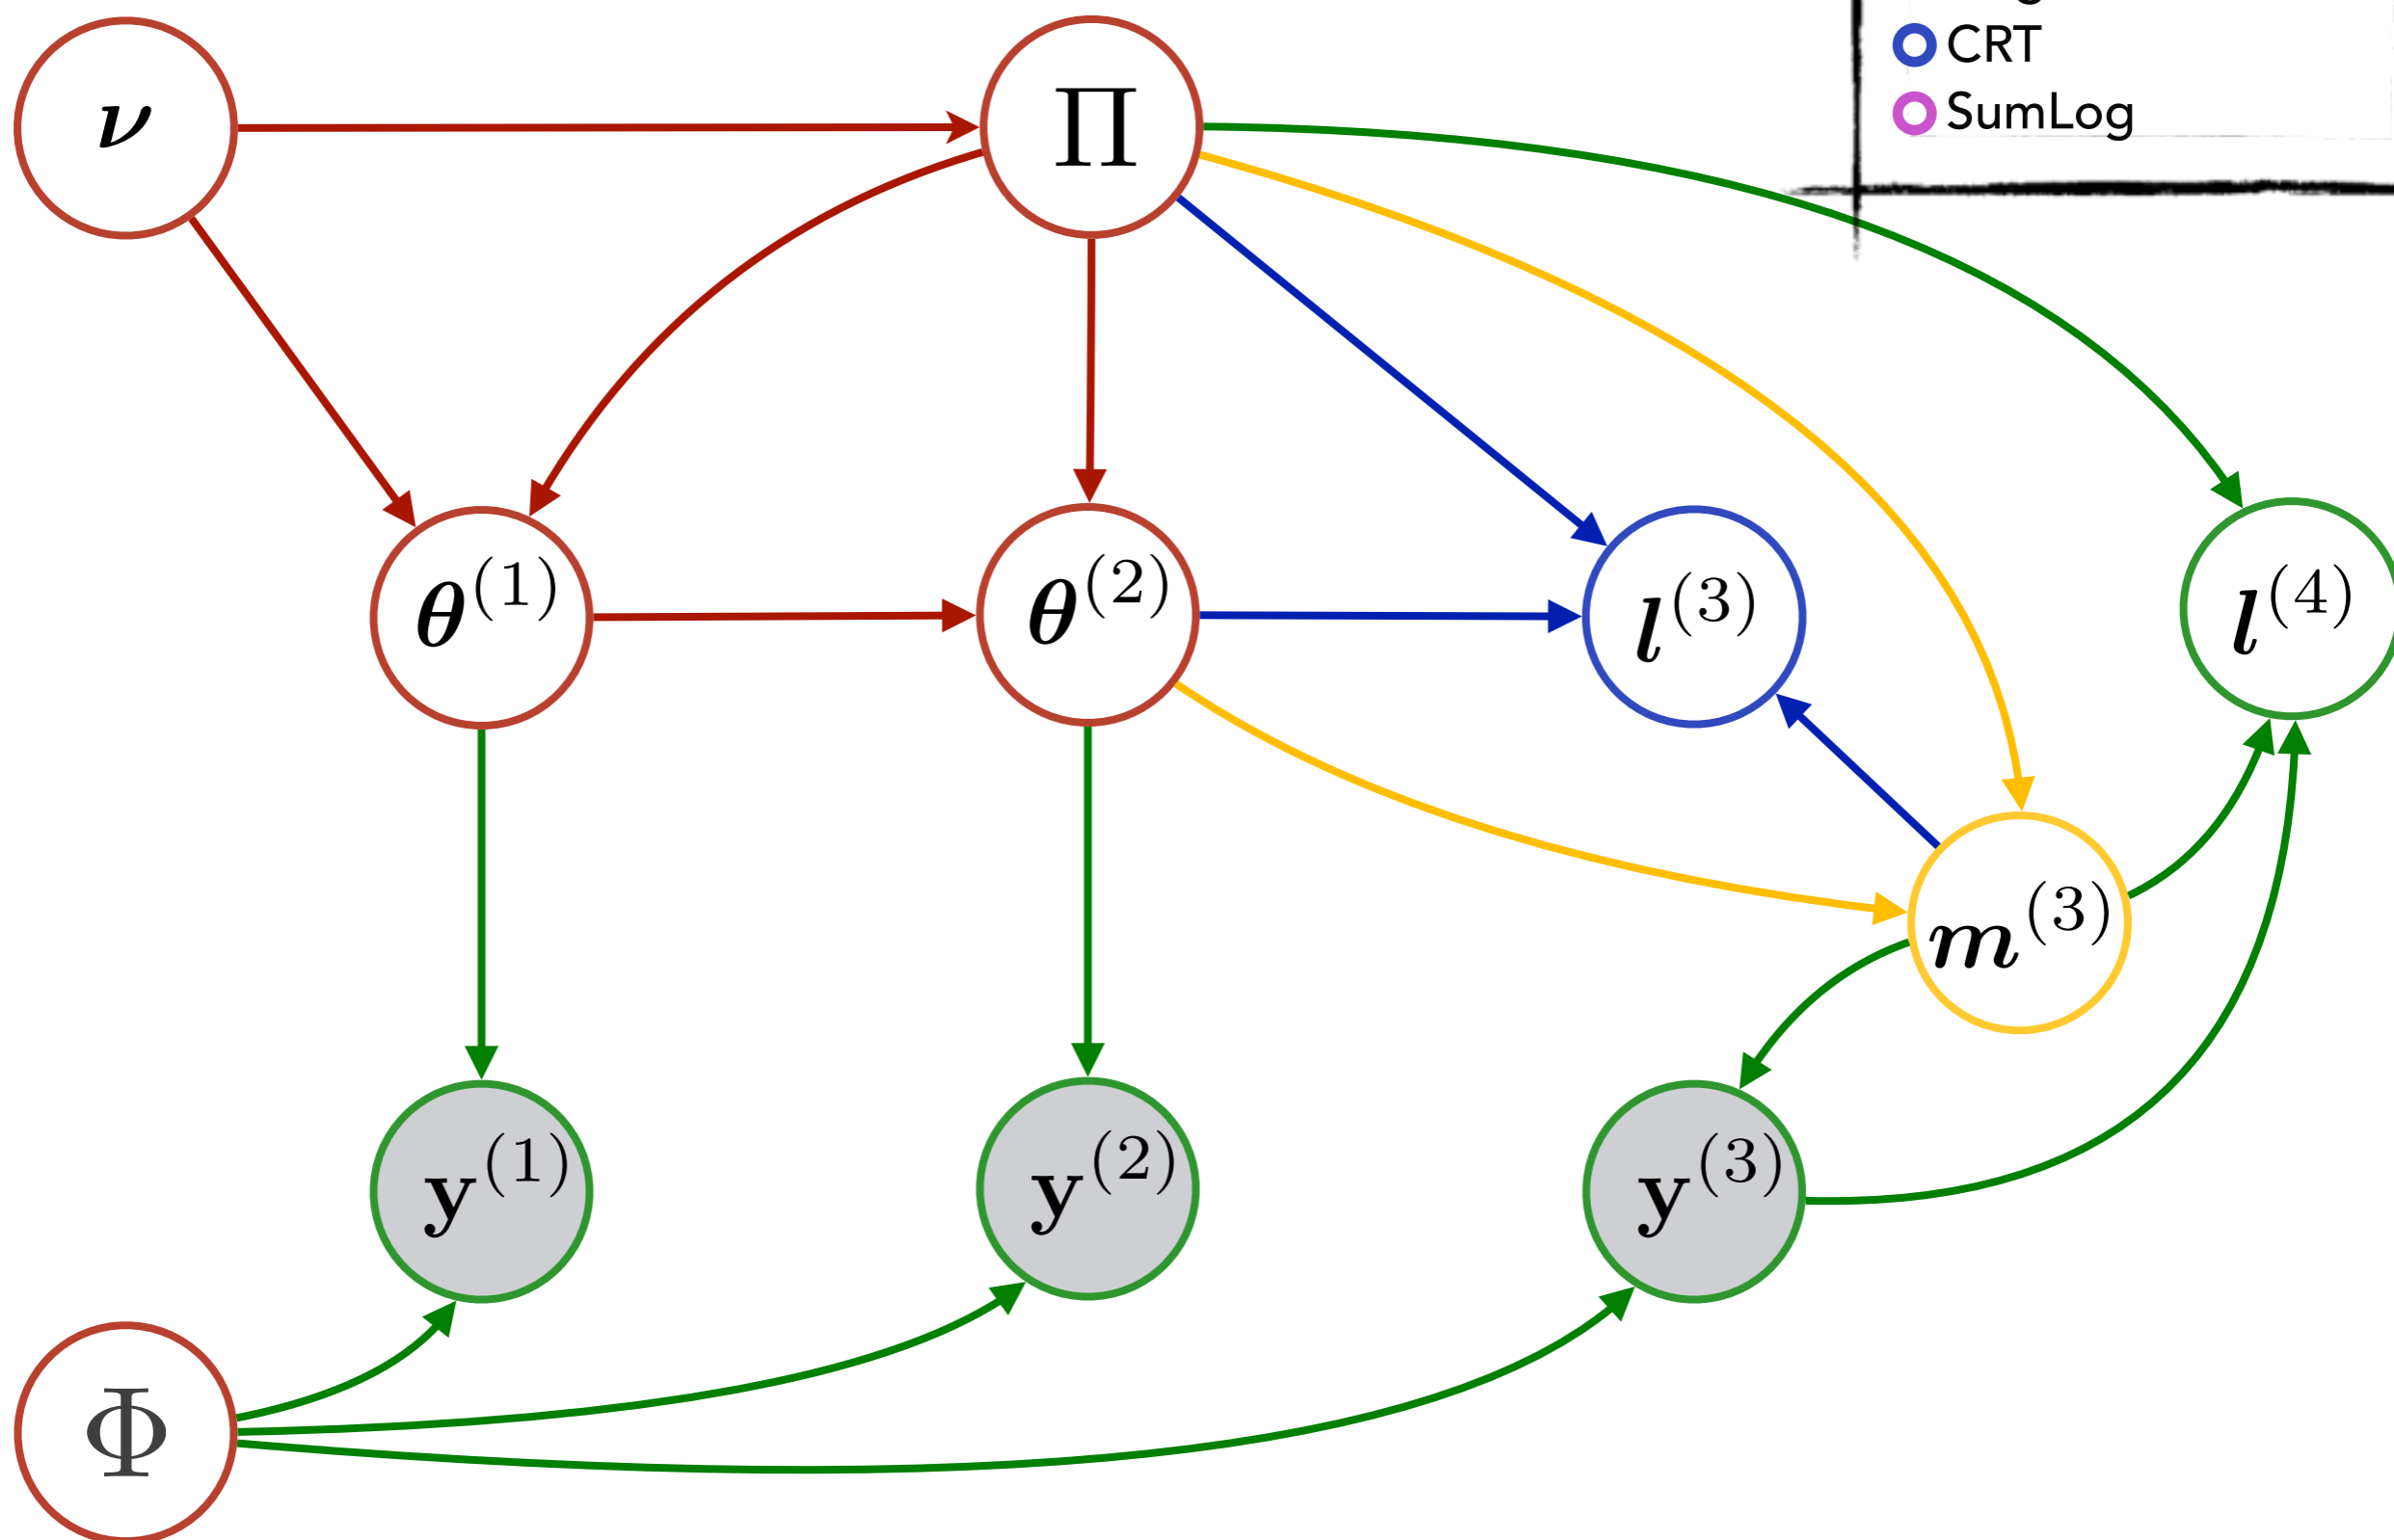 CRT
SumLog
ν
Π
θ^(1)
θ^(2)
l^(3)
l^(4)
m^(3)
y^(1)
y^(2)
y^(3)
Φ